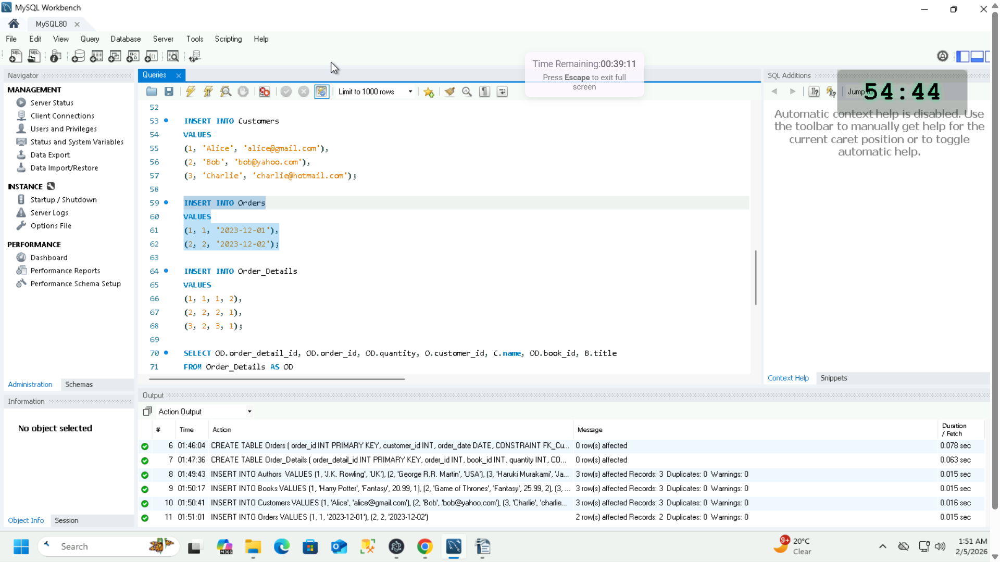 MySQL Workbench
MySQL80
File Edit View Query Database Server Tools Scripting Help
Time Remaining:00:39:11
Press Escape to exit full
screen
Navigator
MANAGEMENT
Server Status
Client Connections
Users and Privileges
Status and System Variables
Data Export
Data Import/Restore
INSTANCE
Startup / Shutdown
Server Logs
Options File
PERFORMANCE
Dashboard
Performance Reports
Performance Schema Setup
Administration Schemas
Information
No object selected
Object Info Session
Queries
Limit to 1000 rows
52
53 INSERT INTO Customers
54 VALUES
55 (1, 'Alice', 'alice@gmail.com'),
56 (2, 'Bob', 'bob@yahoo.com'),
57 (3, 'Charlie', 'charlie@hotmail.com');
58
59 INSERT INTO Orders
60 VALUES
61 (1, 1, '2023-12-01'),
62 (2, 2, '2023-12-02');
63
64 INSERT INTO Order_Details
65 VALUES
66 (1, 1, 1, 2),
67 (2, 2, 2, 1),
68 (3, 2, 3, 1);
69
70 SELECT OD.order_detail_id, OD.order_id, OD.quantity, O.customer_id, C.name, OD.book_id, B.title
71 FROM Order_Details AS OD
SQL Additions
Jump
54:44
Automatic context help is disabled. Use
the toolbar to manually get help for the
current caret position or to toggle
automatic help.
Context Help Snippets
Output
Action Output
# Time Action Message Duration / Fetch
6 01:46:04 CREATE TABLE Orders ( order_id INT PRIMARY KEY, customer_id INT, order_date DATE, CONSTRAINT FK_Cu... 0 row(s) affected 0.078 sec
7 01:47:36 CREATE TABLE Order_Details ( order_detail_id INT PRIMARY KEY, order_id INT, book_id INT, quantity INT, CO... 0 row(s) affected 0.063 sec
8 01:49:43 INSERT INTO Authors VALUES (1, 'J.K. Rowling', 'UK'), (2, 'George R.R. Martin', 'USA'), (3, 'Haruki Murakami', 'Ja... 3 row(s) affected Records: 3 Duplicates: 0 Warnings: 0 0.015 sec
9 01:50:17 INSERT INTO Books VALUES (1, 'Harry Potter', 'Fantasy', 20.99, 1), (2, 'Game of Thrones', 'Fantasy', 25.99, 2), (3, ... 3 row(s) affected Records: 3 Duplicates: 0 Warnings: 0 0.015 sec
10 01:50:41 INSERT INTO Customers VALUES (1, 'Alice', 'alice@gmail.com'), (2, 'Bob', 'bob@yahoo.com'), (3, 'Charlie', 'charlie... 3 row(s) affected Records: 3 Duplicates: 0 Warnings: 0 0.016 sec
11 01:51:01 INSERT INTO Orders VALUES (1, 1, '2023-12-01'), (2, 2, '2023-12-02') 2 row(s) affected Records: 2 Duplicates: 0 Warnings: 0 0.015 sec
Search
M365
9+
20°C
Clear
1:51 AM
2/5/2026